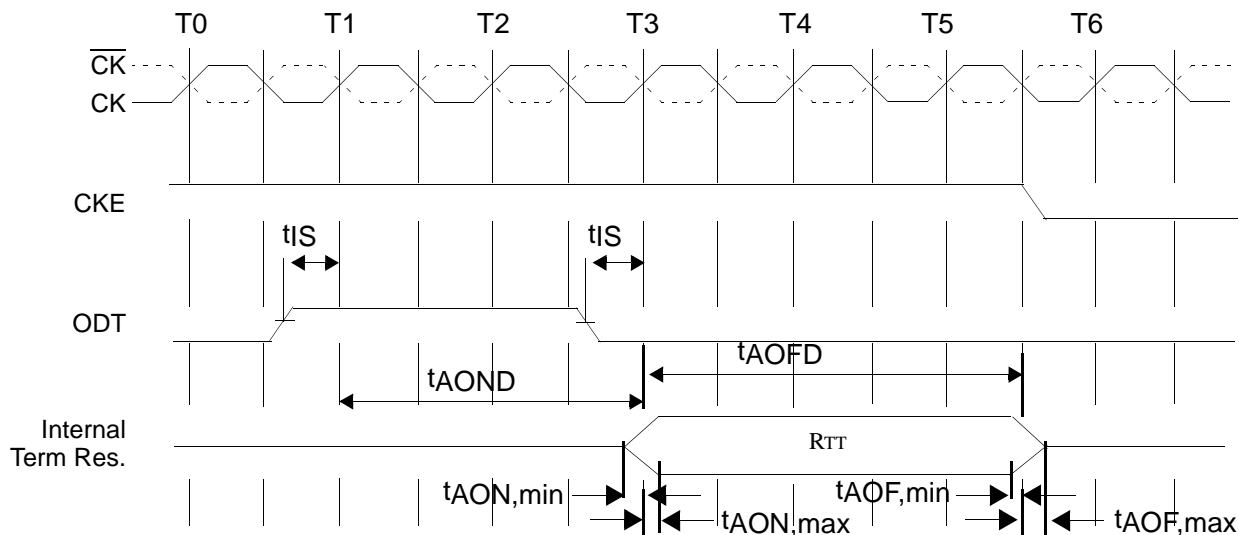 T0 T1 T2 T3 T4 T5 T6
CK
CK
CKE
tIS tIS
ODT
tAOFD
tAOND
Internal
Term Res.
RTT
tAON,min tAOF,min
tAON,max tAOF,max